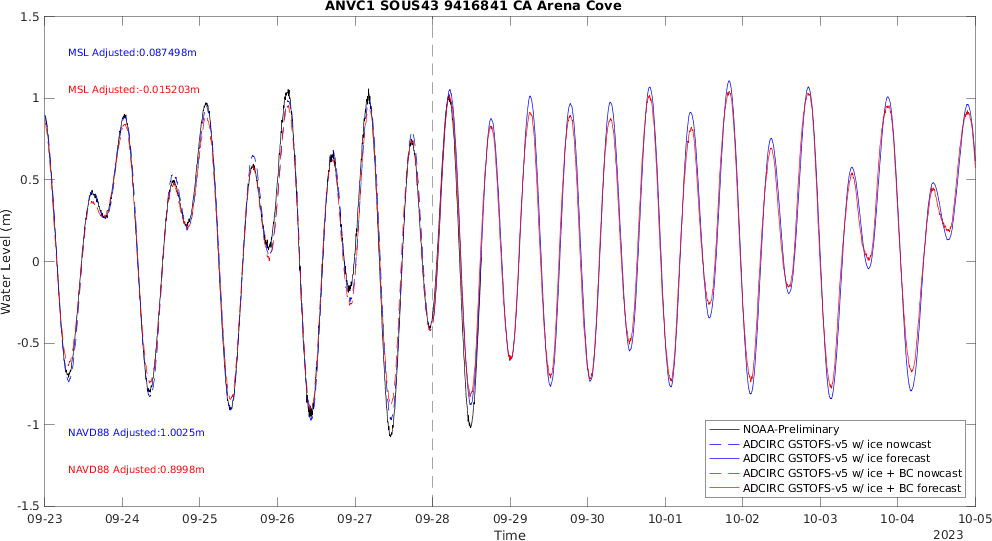 ANVC1 SOUS43 9416841 CA Arena Cove
1.5
MSL Adjusted:0.087498m
MSL Adjusted:-0.015203m
1
0.5
0
-0.5
-1
-1.5
Water Level (m)
NAVD88 Adjusted:1.0025m
NAVD88 Adjusted:0.8998m
NOAA-Preliminary
ADCIRC GSTOFS-v5 w/ ice nowcast
ADCIRC GSTOFS-v5 w/ ice forecast
ADCIRC GSTOFS-v5 w/ ice + BC nowcast
ADCIRC GSTOFS-v5 w/ ice + BC forecast
09-23 09-24 09-25 09-26 09-27 09-28 09-29 09-30 10-01 10-02 10-03 10-04 10-05
Time
2023